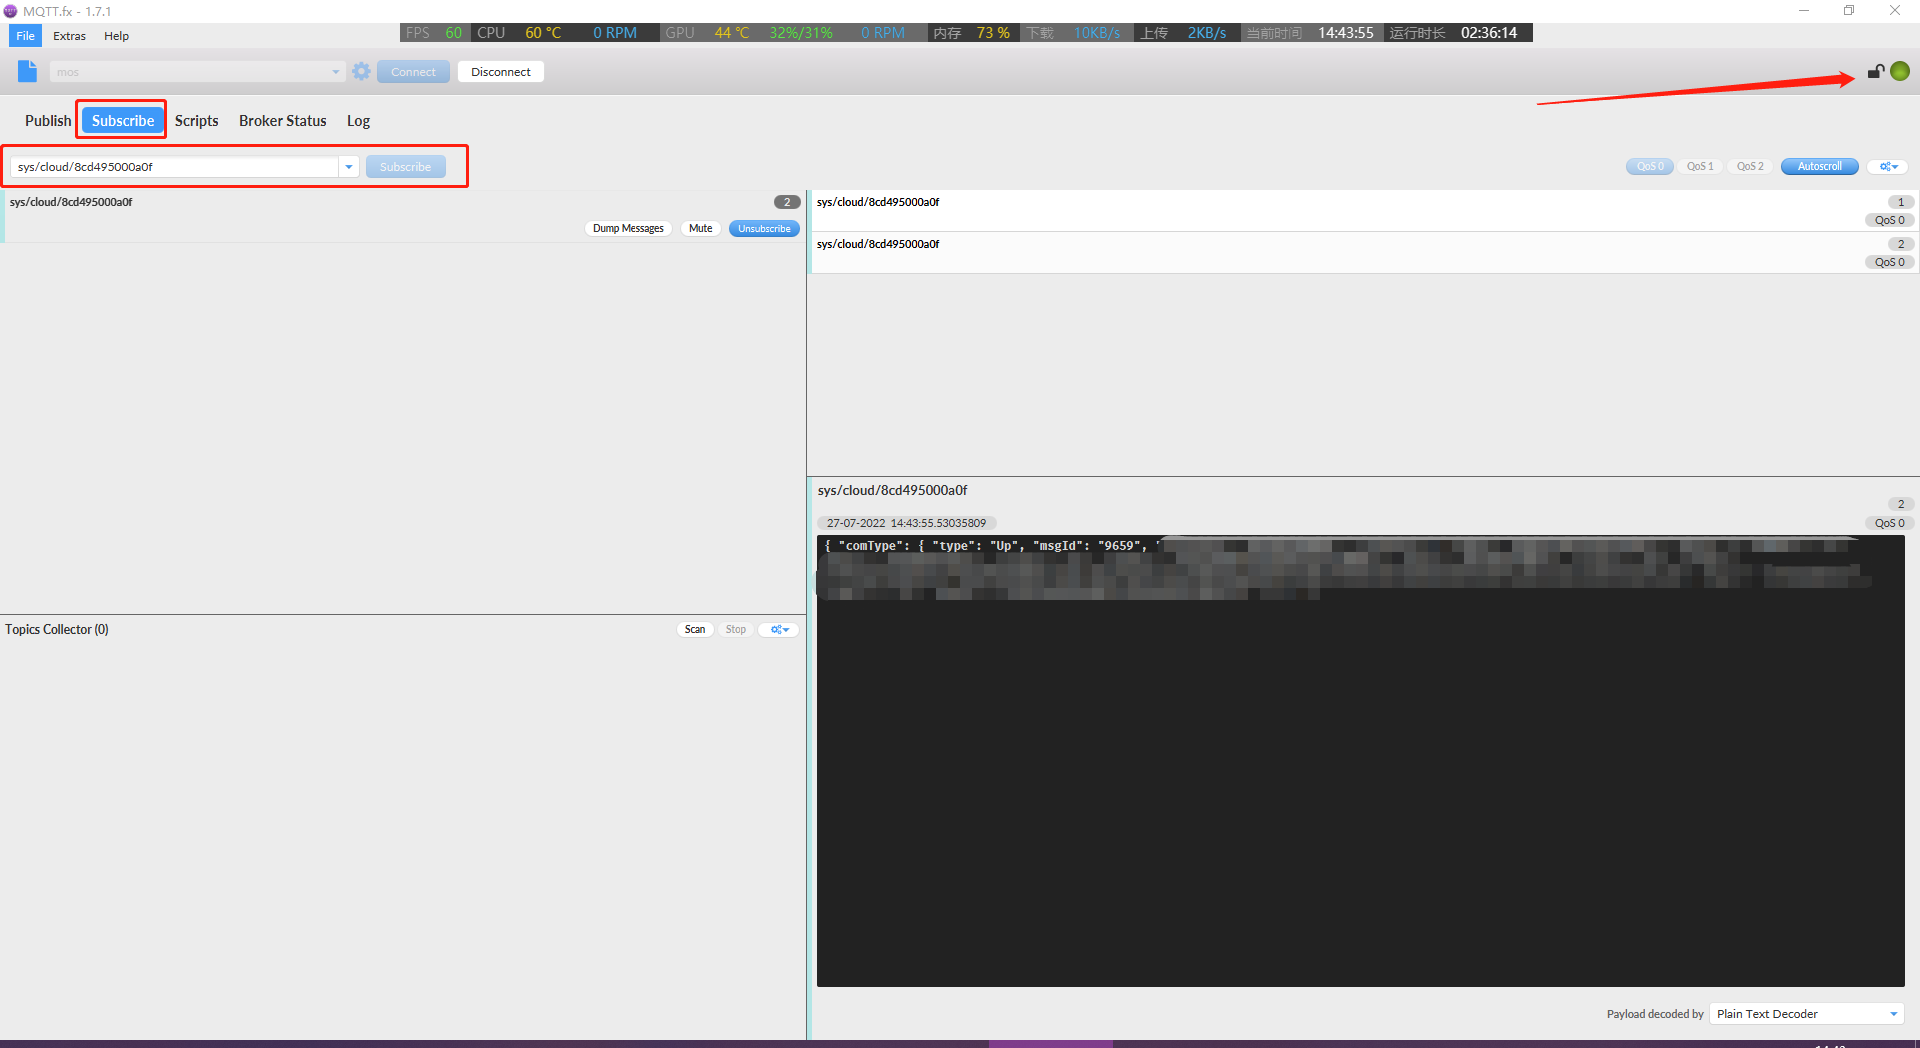 MQTT.fx - 1.7.1
File Extras Help
FPS 60 CPU 60 °C 0 RPM GPU 44 °C 32%/31% 0 RPM 内存 73 % 下载 10KB/s 上传 2KB/s 当前时间 14:43:55 运行时长 02:36:14
mos Connect Disconnect
Publish Subscribe Scripts Broker Status Log
sys/cloud/8cd495000a0f Subscribe
QoS 0 QoS 1 QoS 2 Autoscroll
sys/cloud/8cd495000a0f 2
Dump Messages Mute Unsubscribe
sys/cloud/8cd495000a0f 1
QoS 0
sys/cloud/8cd495000a0f 2
QoS 0
sys/cloud/8cd495000a0f
2
27-07-2022 14:43:55.53035809 QoS 0
{ "comType": { "type": "Up", "msgId": "9659", "
Topics Collector (0) Scan Stop
Payload decoded by Plain Text Decoder